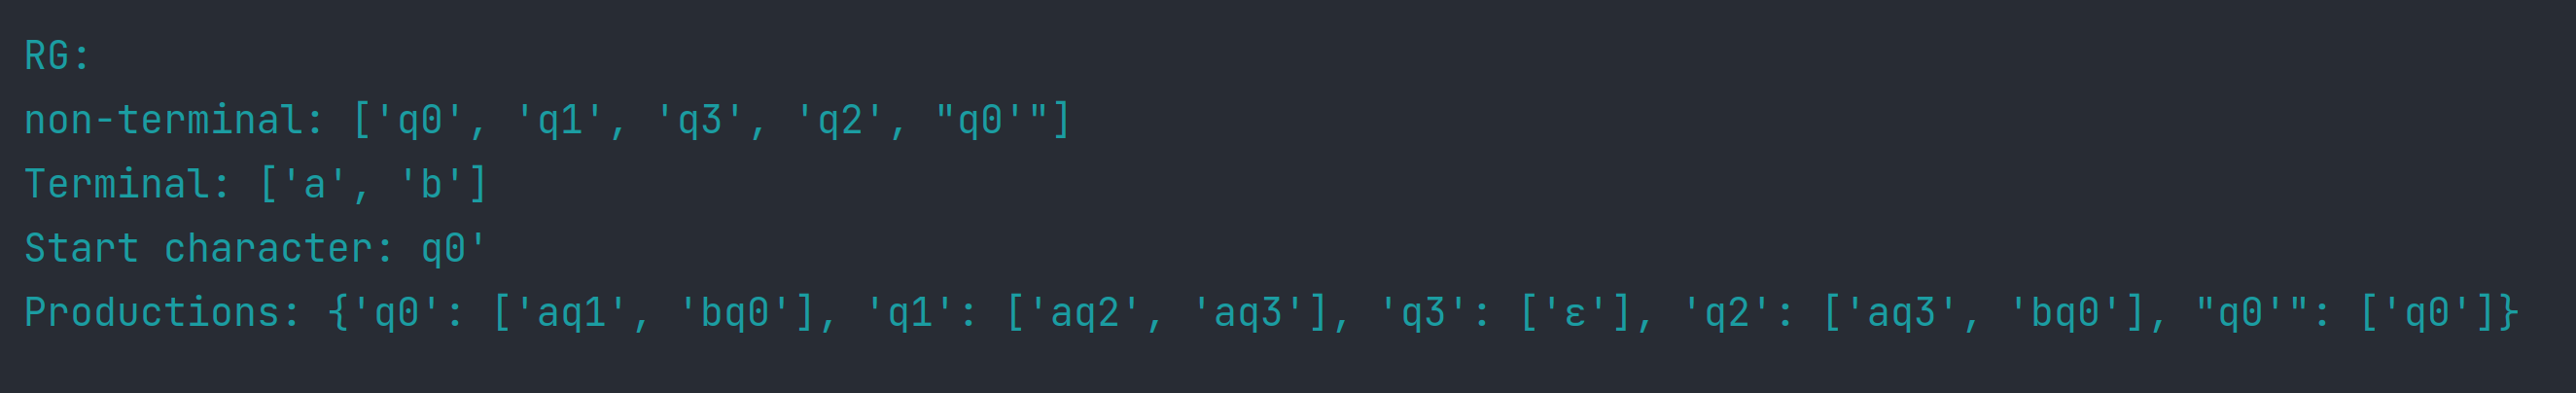 RG:
non-terminal: ['q0', 'q1', 'q3', 'q2', "q0'"]
Terminal: ['a', 'b']
Start character: q0'
Productions: {'q0': ['aq1', 'bq0'], 'q1': ['aq2', 'aq3'], 'q3': ['ε'], 'q2': ['aq3', 'bq0'], "q0'": ['q0']}